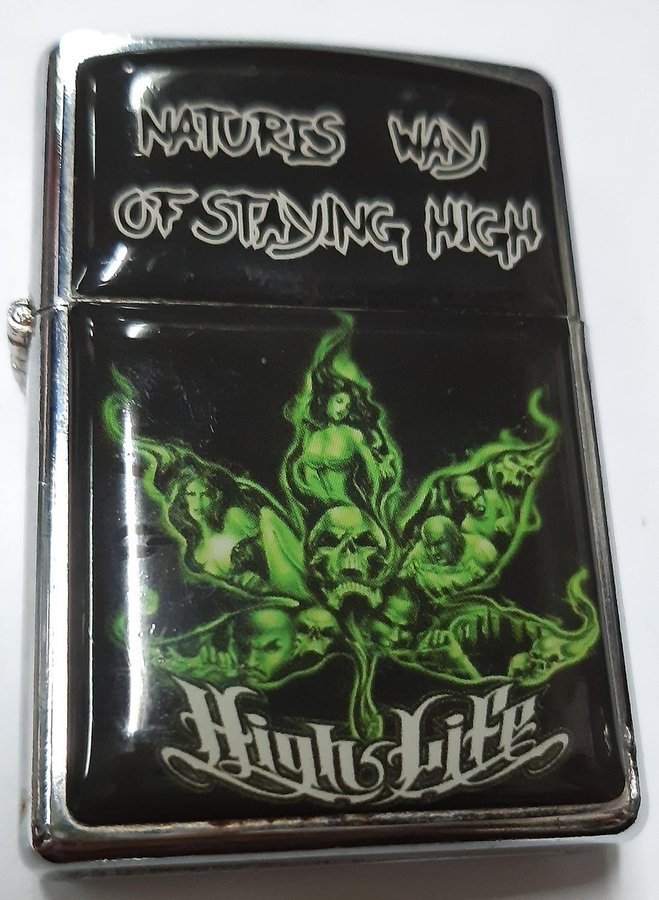 NATURES WAY
OF STAYING HIGH
High Life